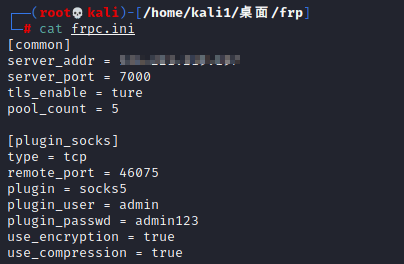 (root💀kali)-[/home/kali1/桌面/frp]
# cat frpc.ini
[common]
server_addr =
server_port = 7000
tls_enable = ture
pool_count = 5
[plugin_socks]
type = tcp
remote_port = 46075
plugin = socks5
plugin_user = admin
plugin_passwd = admin123
use_encryption = true
use_compression = true